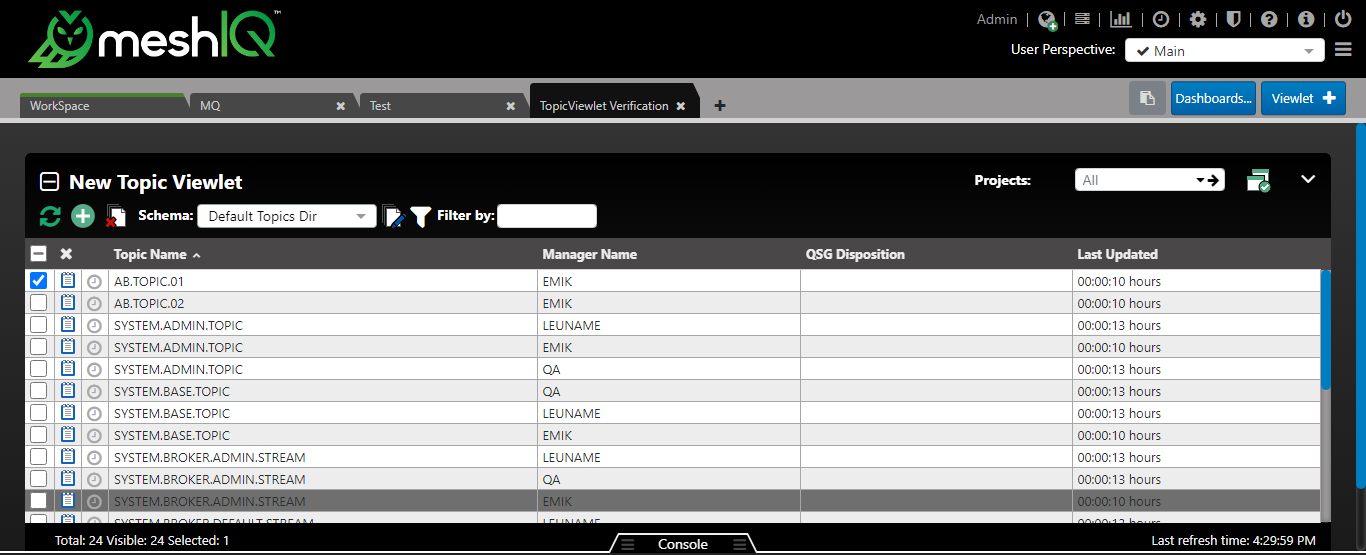 meshIQ™
Admin
User Perspective: Main
WorkSpace MQ Test TopicViewlet Verification
Dashboards... Viewlet
New Topic Viewlet
Projects: All
Schema: Default Topics Dir Filter by:
Topic Name Manager Name QSG Disposition Last Updated
AB.TOPIC.01 EMIK 00:00:10 hours
AB.TOPIC.02 EMIK 00:00:10 hours
SYSTEM.ADMIN.TOPIC LEUNAME 00:00:13 hours
SYSTEM.ADMIN.TOPIC EMIK 00:00:10 hours
SYSTEM.ADMIN.TOPIC QA 00:00:13 hours
SYSTEM.BASE.TOPIC QA 00:00:13 hours
SYSTEM.BASE.TOPIC LEUNAME 00:00:13 hours
SYSTEM.BASE.TOPIC EMIK 00:00:10 hours
SYSTEM.BROKER.ADMIN.STREAM LEUNAME 00:00:13 hours
SYSTEM.BROKER.ADMIN.STREAM QA 00:00:13 hours
SYSTEM.BROKER.ADMIN.STREAM EMIK 00:00:10 hours
SYSTEM.BROKER.DEFAULT.STREAM LEUNAME 00:00:13 hours
Total: 24 Visible: 24 Selected: 1
Console
Last refresh time: 4:29:59 PM